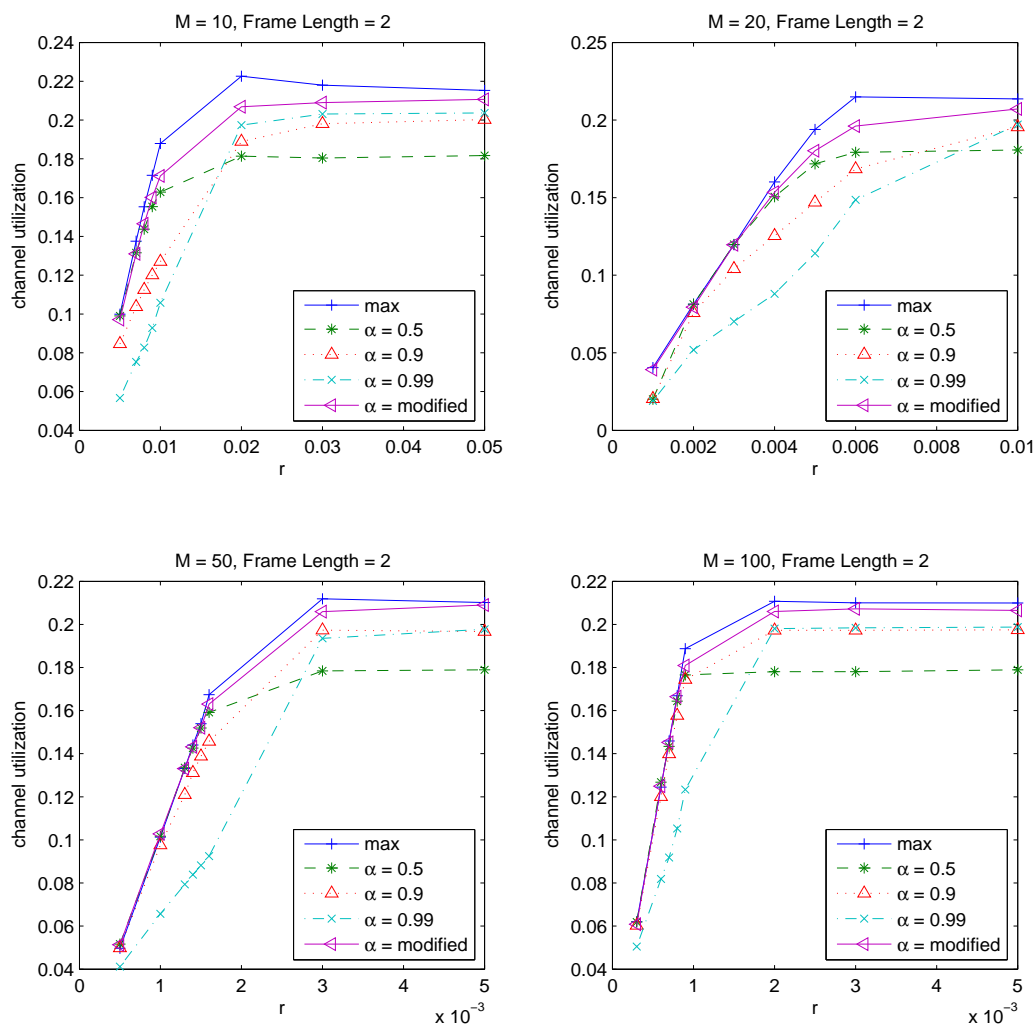 M = 10, Frame Length = 2
0.24
0.22
0.2
0.18
0.16
0.14
0.12
0.1
0.08
0.06
0.04
channel utilization
0
0.01
0.02
0.03
0.04
0.05
r
max
α = 0.5
α = 0.9
α = 0.99
α = modified
M = 20, Frame Length = 2
0.25
0.2
0.15
0.1
0.05
0
channel utilization
0
0.002
0.004
0.006
0.008
0.01
r
max
α = 0.5
α = 0.9
α = 0.99
α = modified
M = 50, Frame Length = 2
0.22
0.2
0.18
0.16
0.14
0.12
0.1
0.08
0.06
0.04
channel utilization
0
1
2
3
4
5
r
x 10⁻³
max
α = 0.5
α = 0.9
α = 0.99
α = modified
M = 100, Frame Length = 2
0.22
0.2
0.18
0.16
0.14
0.12
0.1
0.08
0.06
0.04
channel utilization
0
1
2
3
4
5
r
x 10⁻³
max
α = 0.5
α = 0.9
α = 0.99
α = modified